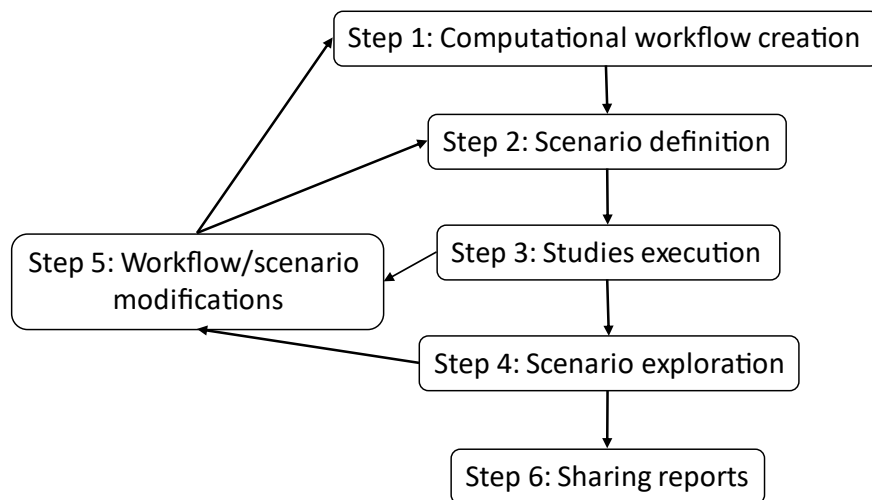 Step 1: Computational workflow creation
Step 2: Scenario definition
Step 3: Studies execution
Step 5: Workflow/scenario
modifications
Step 4: Scenario exploration
Step 6: Sharing reports